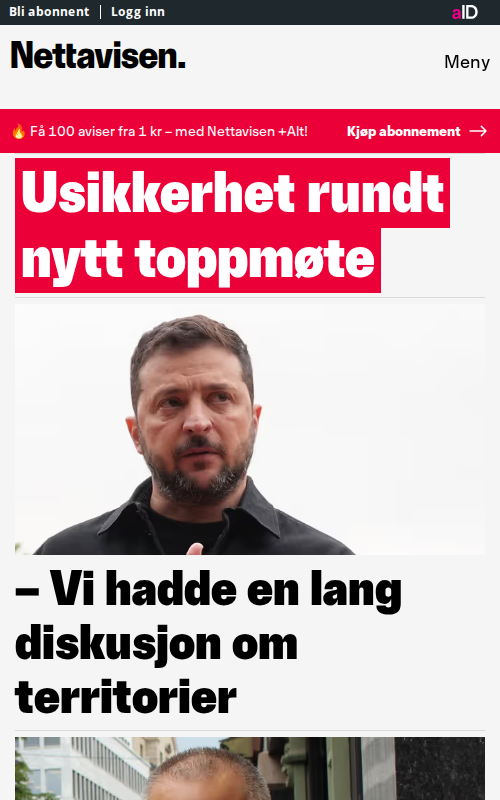 Bli abonnent | Logg inn
aID
Nettavisen.
Meny
🔥 Få 100 aviser fra 1 kr – med Nettavisen +Alt!
Kjøp abonnement →
Usikkerhet rundt
nytt toppmøte
– Vi hadde en lang
diskusjon om
territorier